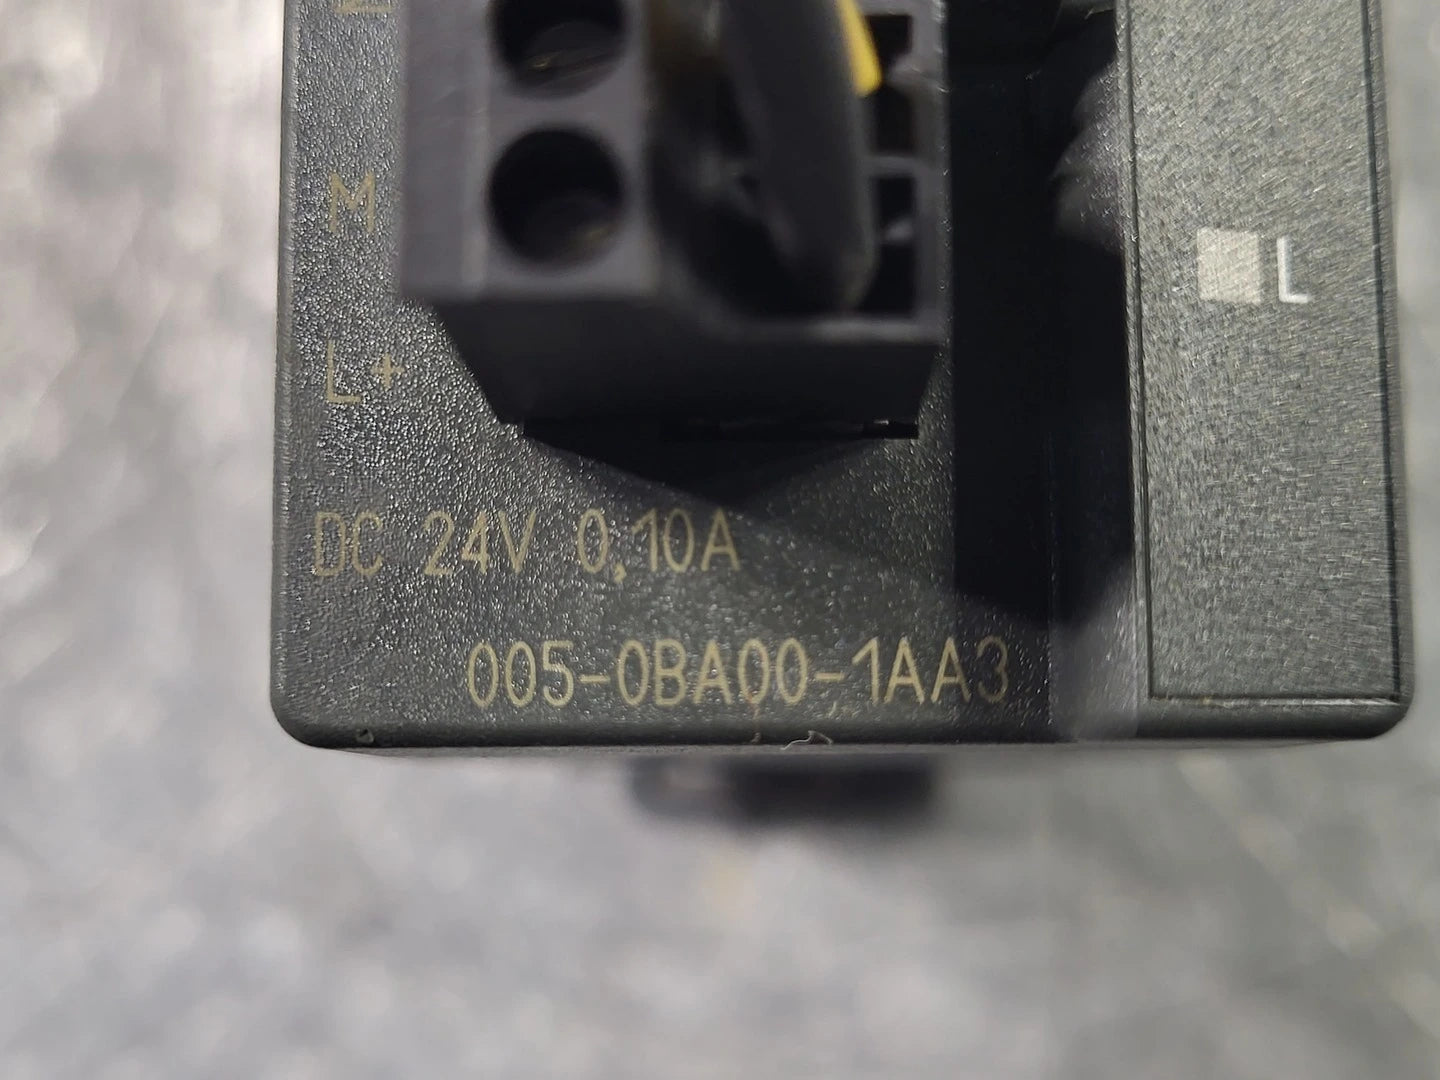 M
L
L+
DC 24V 0,10A
005-0BA00-1AA3